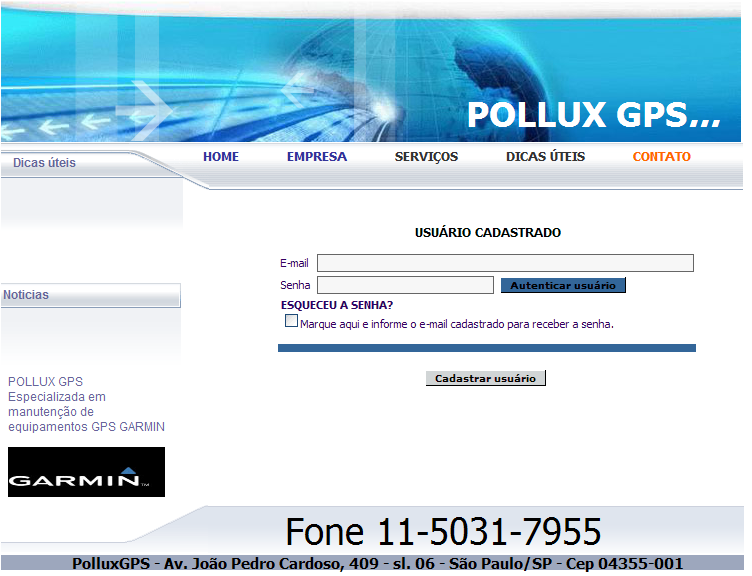 POLLUX GPS...
Dicas úteis
HOME EMPRESA SERVIÇOS DICAS ÚTEIS CONTATO
USUÁRIO CADASTRADO
E-mail
Senha Autenticar usuário
ESQUECEU A SENHA?
Marque aqui e informe o e-mail cadastrado para receber a senha.
Cadastrar usuário
Noticias
POLLUX GPS
Especializada em
manutenção de
equipamentos GPS GARMIN
GARMIN™
Fone 11-5031-7955
PolluxGPS - Av. João Pedro Cardoso, 409 - sl. 06 - São Paulo/SP - Cep 04355-001